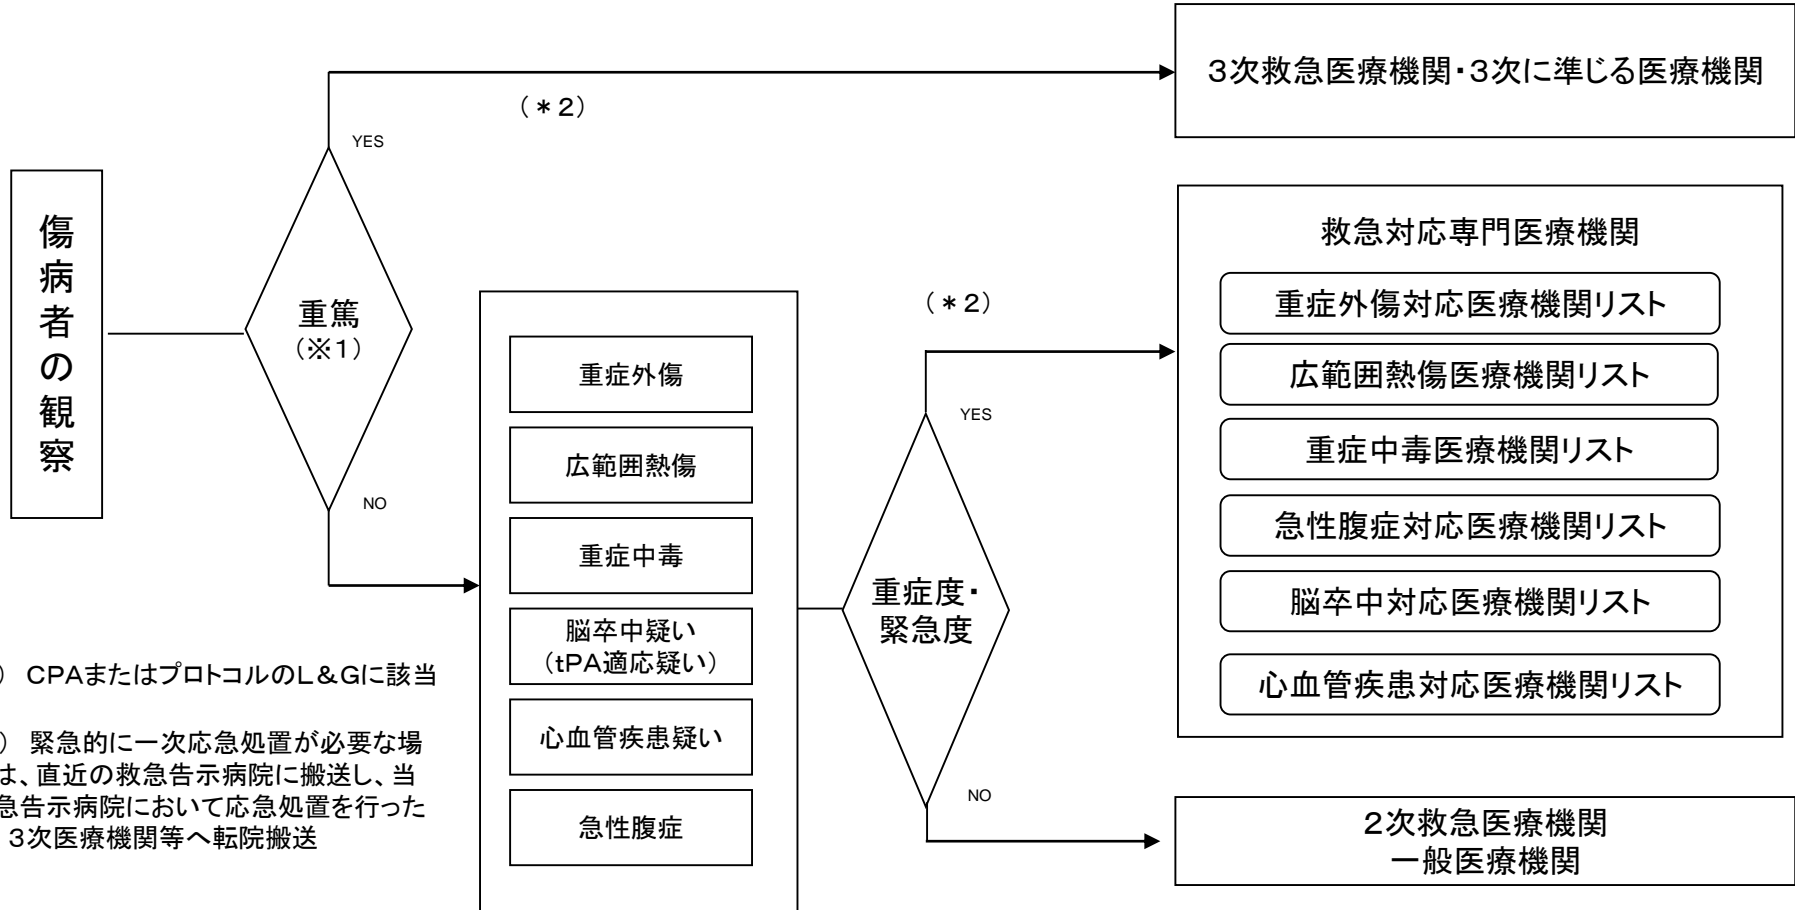 傷病者の観察
重篤
(※1)
YES
NO
(*2)
3次救急医療機関・3次に準じる医療機関
重症外傷
広範囲熱傷
重症中毒
脳卒中疑い
(tPA適応疑い)
心血管疾患疑い
急性腹症
重症度・
緊急度
(*2)
YES
NO
救急対応専門医療機関
重症外傷対応医療機関リスト
広範囲熱傷医療機関リスト
重症中毒医療機関リスト
急性腹症対応医療機関リスト
脳卒中対応医療機関リスト
心血管疾患対応医療機関リスト
2次救急医療機関
一般医療機関
) CPAまたはプロトコルのL&Gに該当
) 緊急的に一次応急処置が必要な場
は、直近の救急告示病院に搬送し、当
急告示病院において応急処置を行った
3次医療機関等へ転院搬送